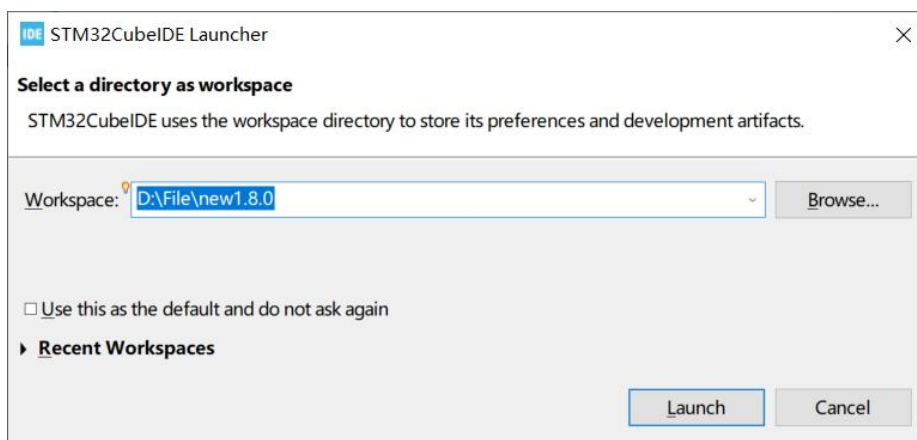 IDE STM32CubeIDE Launcher
Select a directory as workspace
STM32CubeIDE uses the workspace directory to store its preferences and development artifacts.
Workspace: D:\File\new1.8.0 Browse...
Use this as the default and do not ask again
Recent Workspaces
Launch Cancel